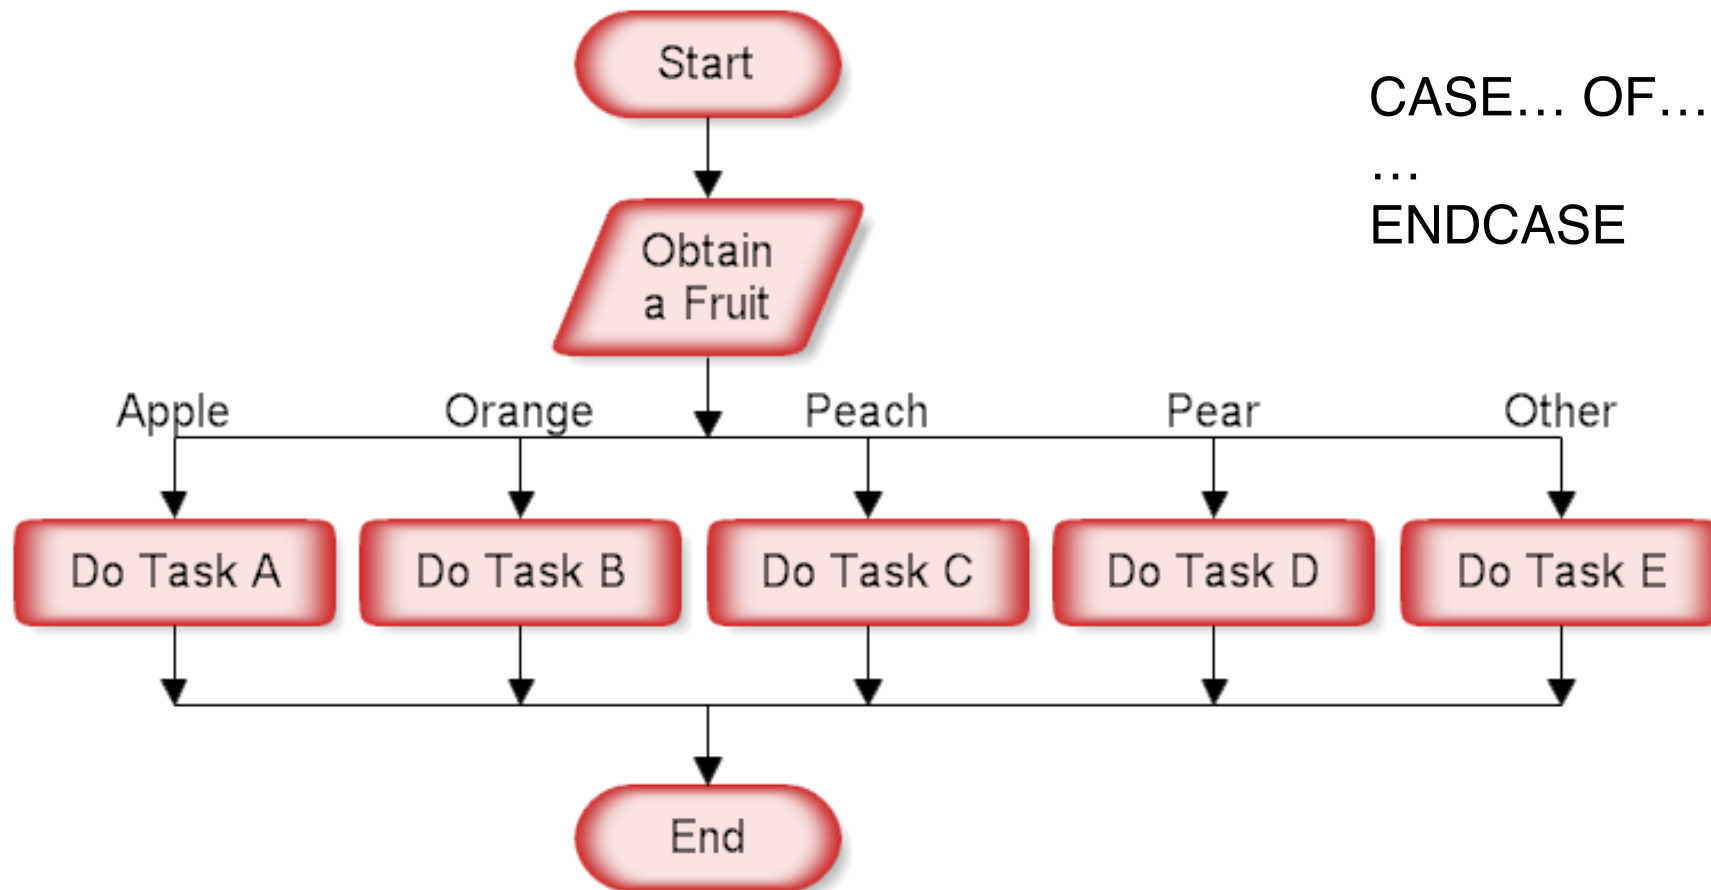 Start
CASE… OF…
…
ENDCASE
Obtain
a Fruit
Apple
Orange
Peach
Pear
Other
Do Task A
Do Task B
Do Task C
Do Task D
Do Task E
End